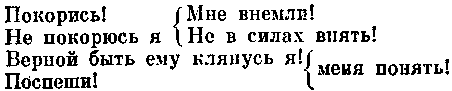 Покорись! { Мне внемли!
Не покорюсь я { Не в силах внять!
Верной быть ему клянусь я! { меня понять!
Поспеши!